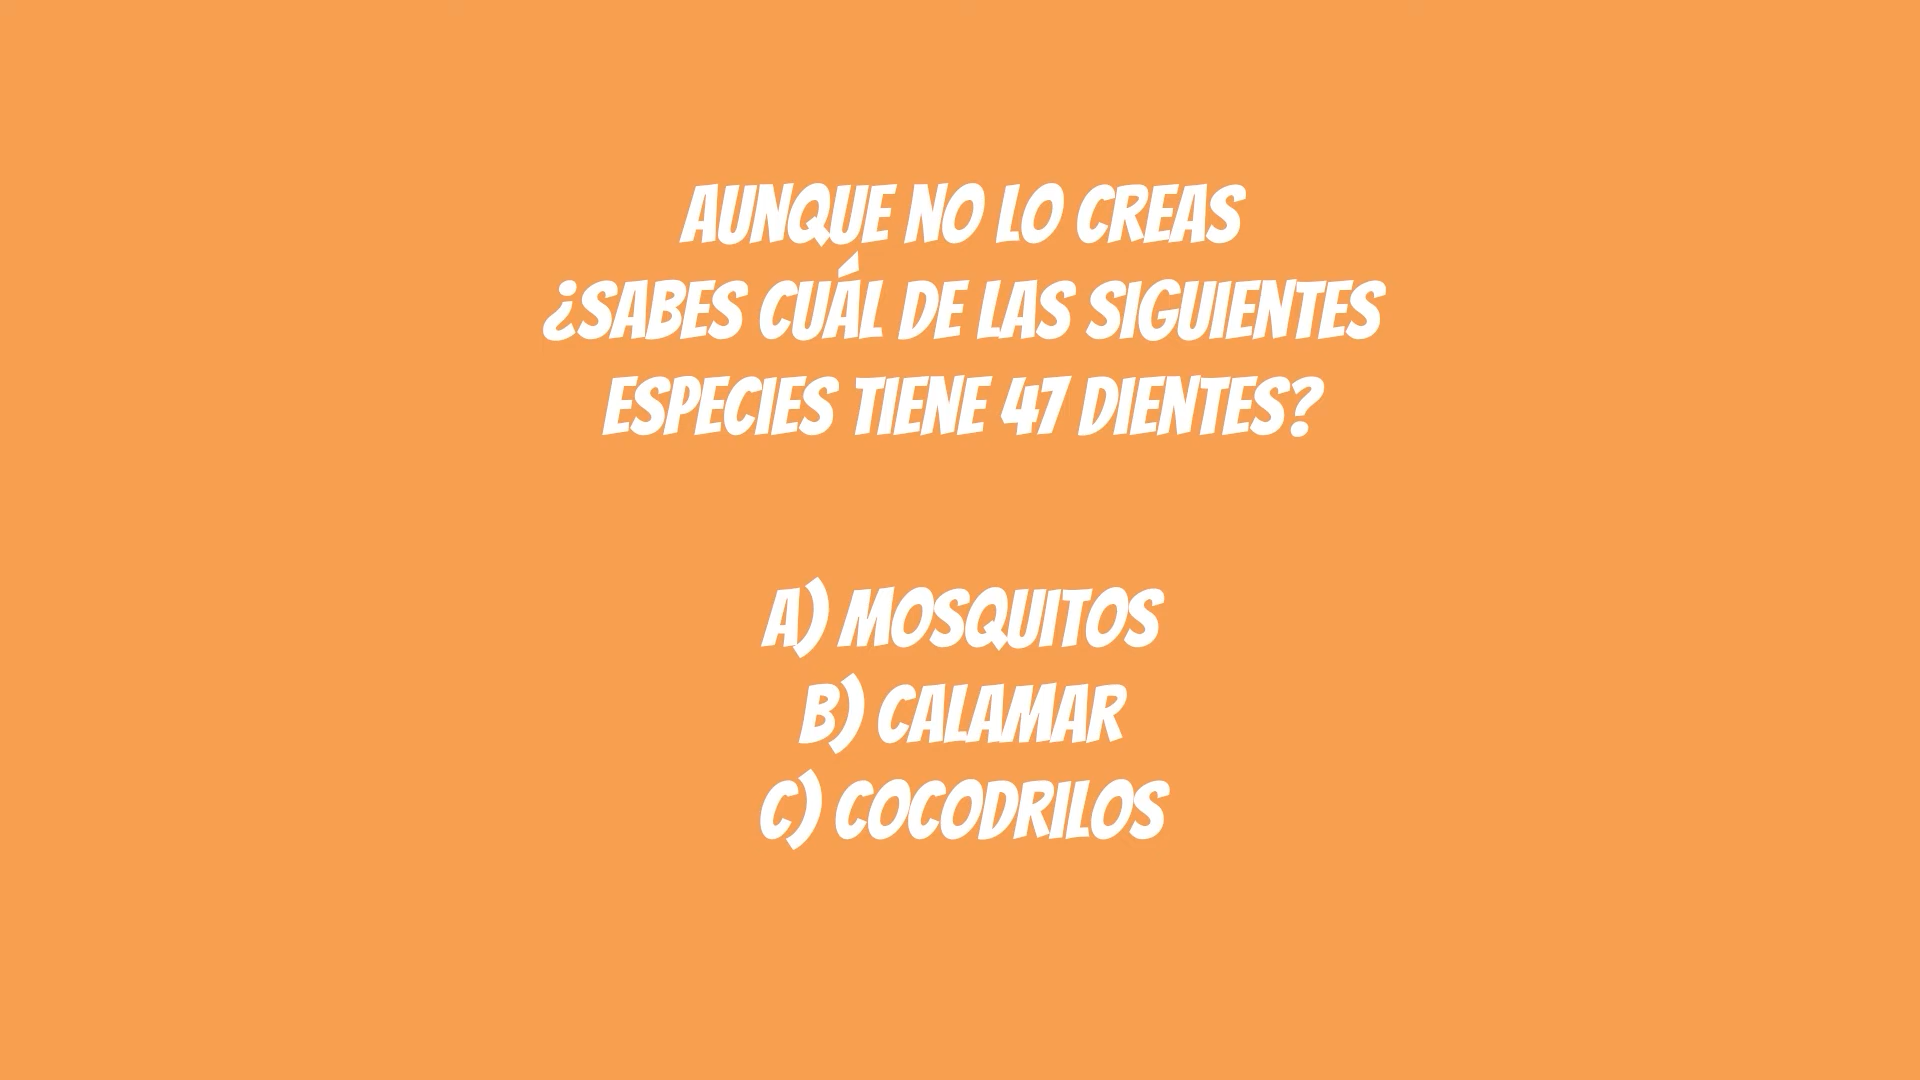 AUNQUE NO LO CREAS
¿SABES CUÁL DE LAS SIGUIENTES
ESPECIES TIENE 47 DIENTES?
A) MOSQUITOS
B) CALAMAR
C) COCODRILOS